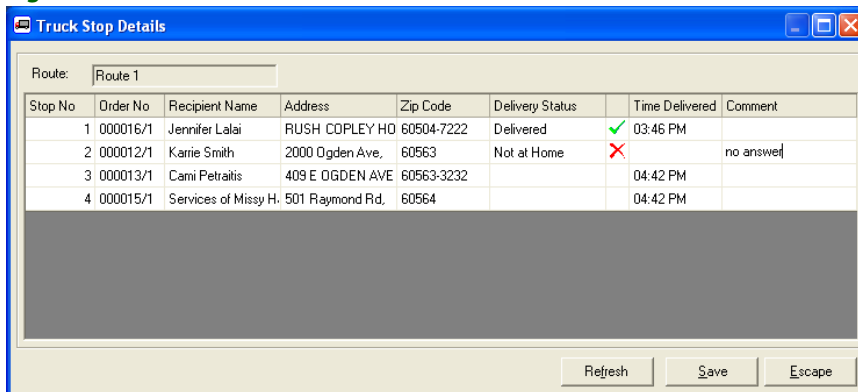 Truck Stop Details
Route: Route 1
Stop No Order No Recipient Name Address Zip Code Delivery Status Time Delivered Comment
1 000016/1 Jennifer Lalai RUSH COPLEY HO 60504-7222 Delivered 03:46 PM
2 000012/1 Karrie Smith 2000 Ogden Ave, 60563 Not at Home no answer
3 000013/1 Cami Petraitis 409 E OGDEN AVE 60563-3232 04:42 PM
4 000015/1 Services of Missy H 501 Raymond Rd, 60564 04:42 PM
Refresh Save Escape